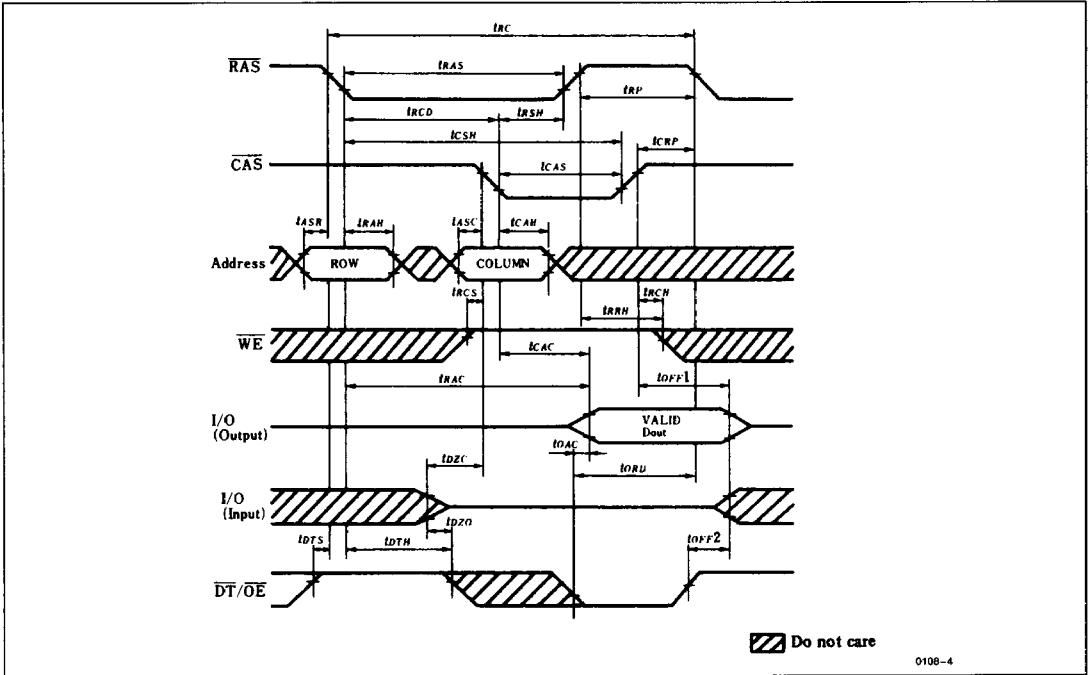 tRC
RAS
tRAS
tRP
tRCD
tRSH
tCSH
tCRP
CAS
tCAS
tASR
tRAH
tASC
tCAH
Address
ROW
COLUMN
tRCS
tRCH
tRRH
WE
tCAC
tRAC
tOFF1
I/O
(Output)
VALID
Dout
tOAC
tDZC
tORD
I/O
(Input)
tDZO
tDTS
tDTH
tOFF2
DT/OE
Do not care
0108-4